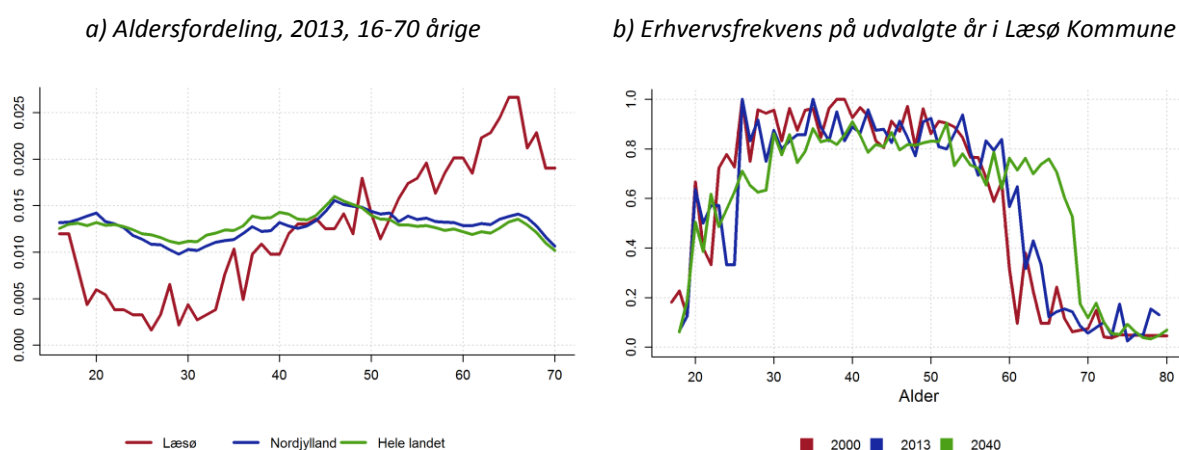 a) Aldersfordeling, 2013, 16-70 årige
0.025
0.020
0.015
0.010
0.005
0.000
20 30 40 50 60 70
Læsø Nordjylland Hele landet
b) Erhvervsfrekvens på udvalgte år i Læsø Kommune
1.0
0.8
0.6
0.4
0.2
0.0
20 30 40 50 60 70 80
Alder
2000 2013 2040